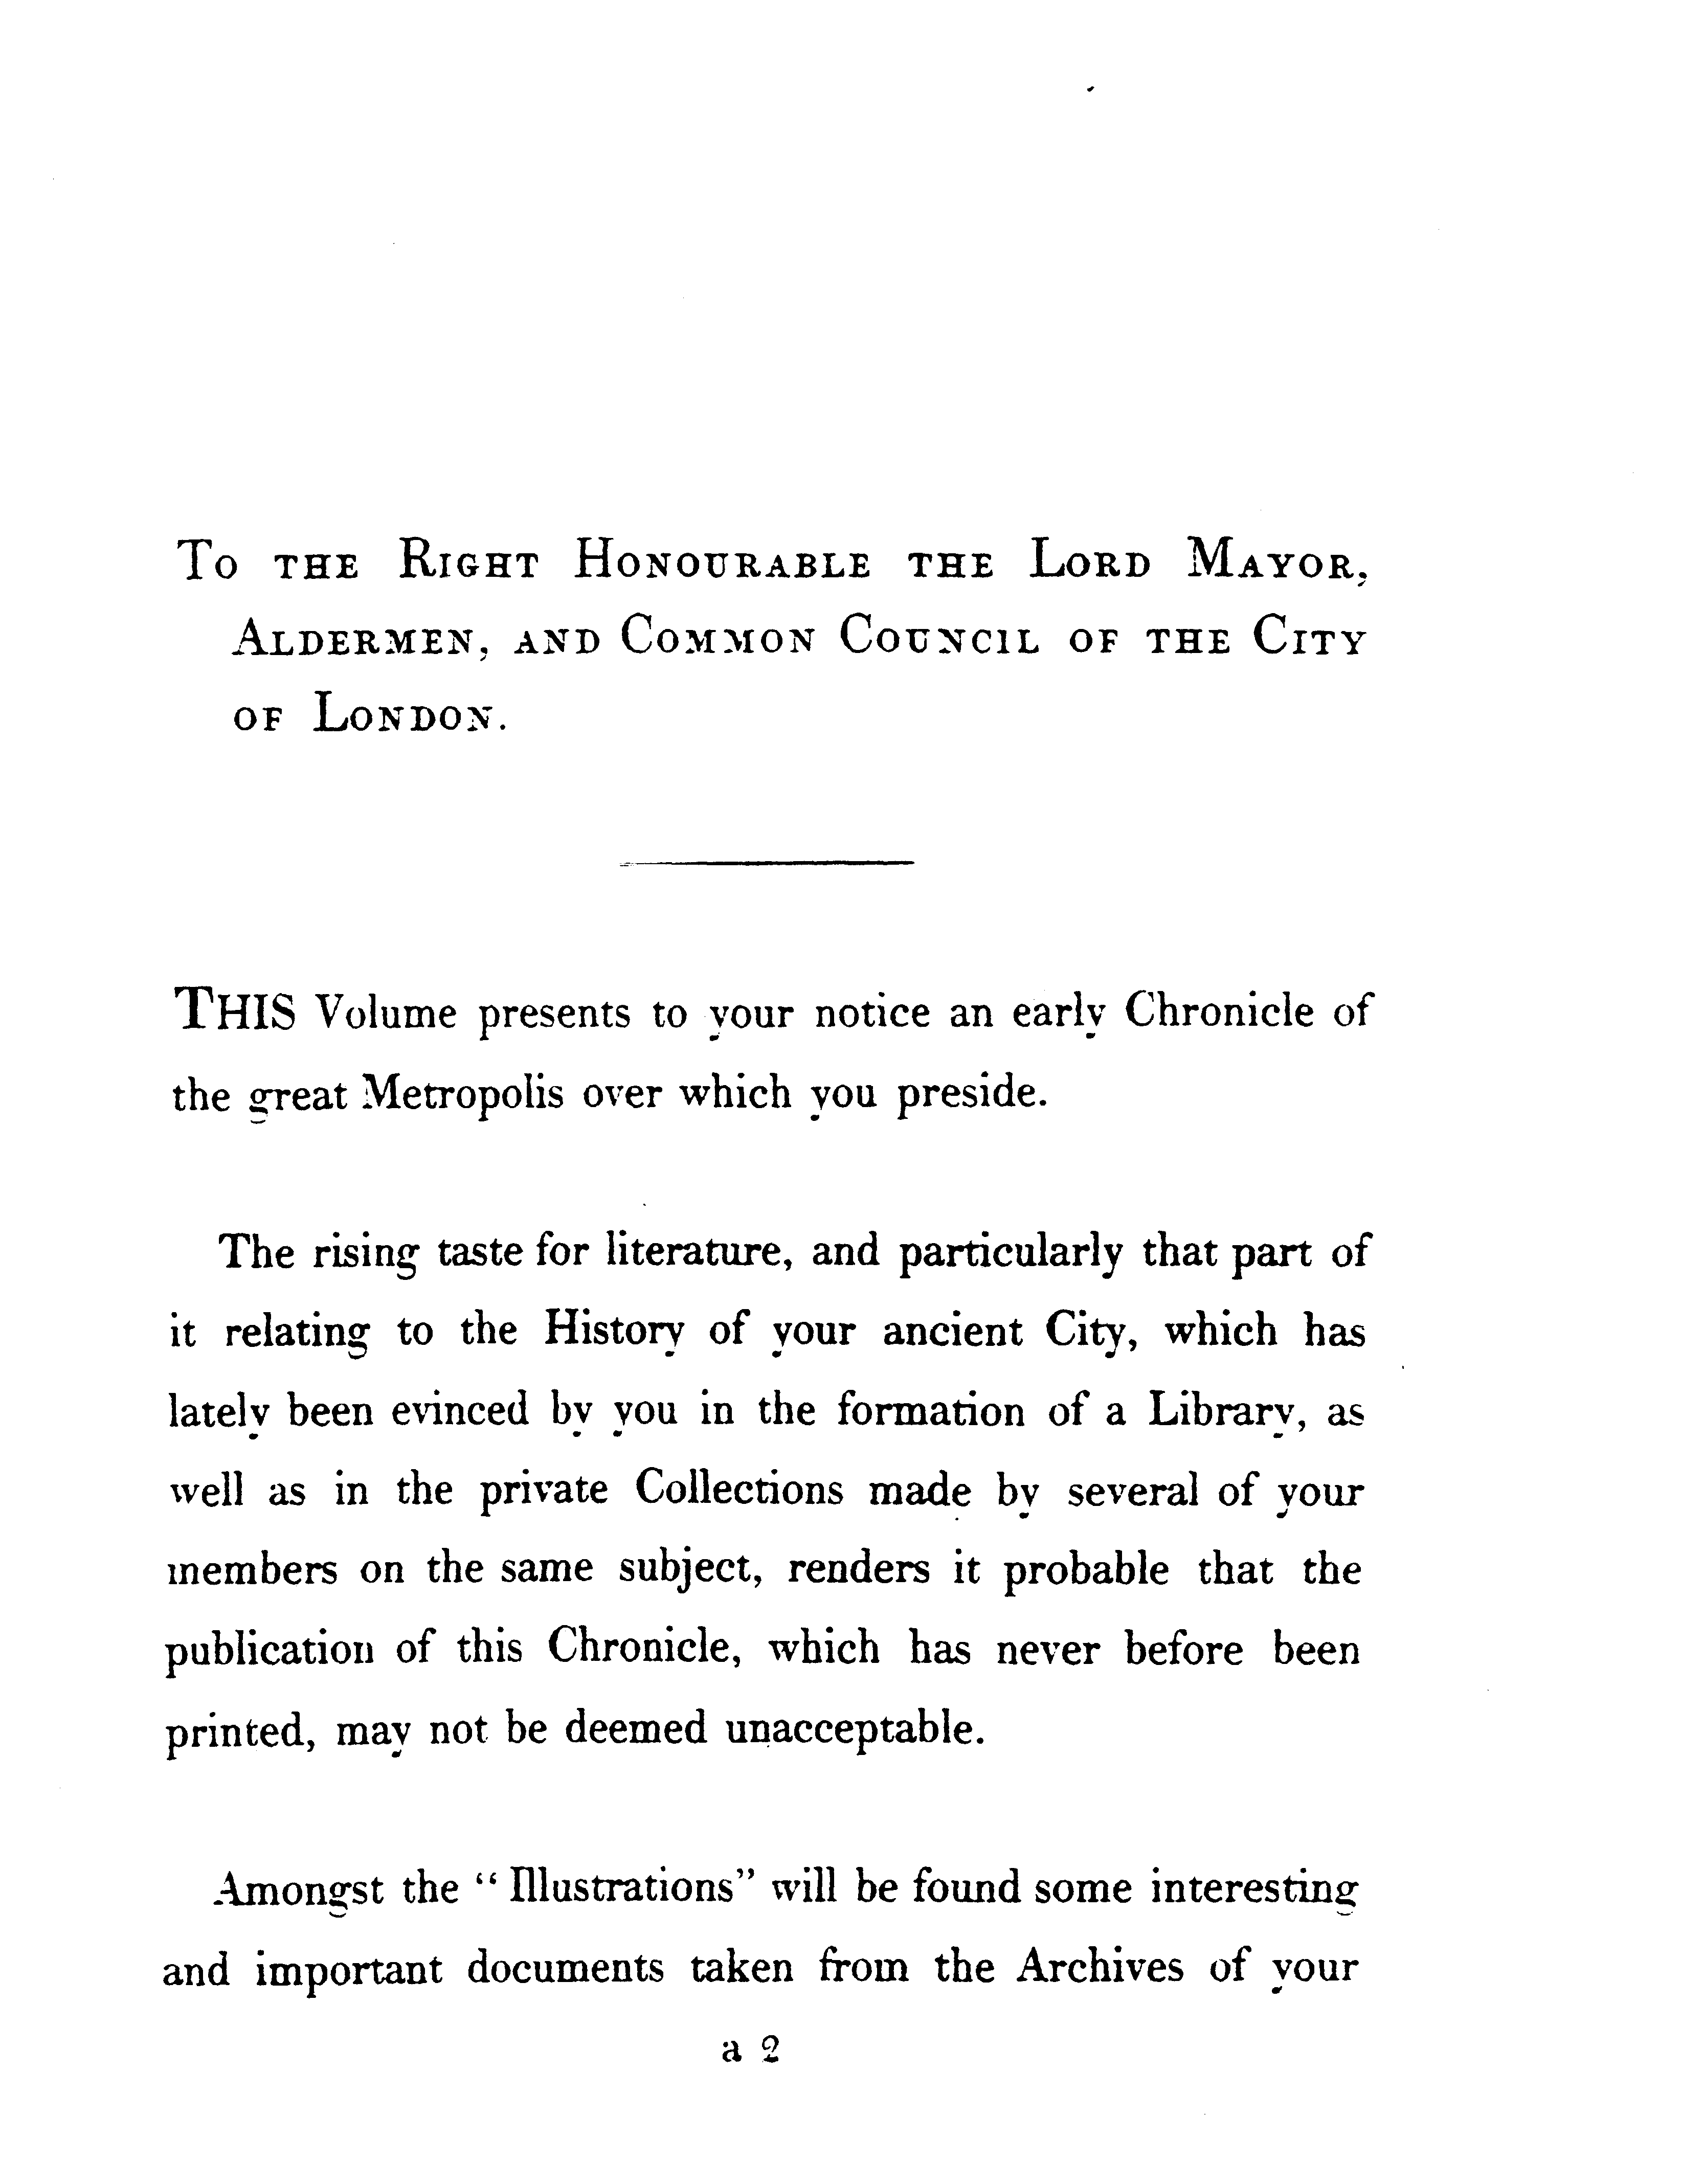 To the Right Honourable the Lord Mayor,
Aldermen, and Common Council of the City
of London.
THIS Volume presents to your notice an early Chronicle of
the great Metropolis over which you preside.
The rising taste for literature, and particularly that part of
it relating to the History of your ancient City, which has
lately been evinced by you in the formation of a Library, as
well as in the private Collections made by several of your
members on the same subject, renders it probable that the
publication of this Chronicle, which has never before been
printed, may not be deemed unacceptable.
Amongst the “Illustrations” will be found some interesting
and important documents taken from the Archives of your
a 2